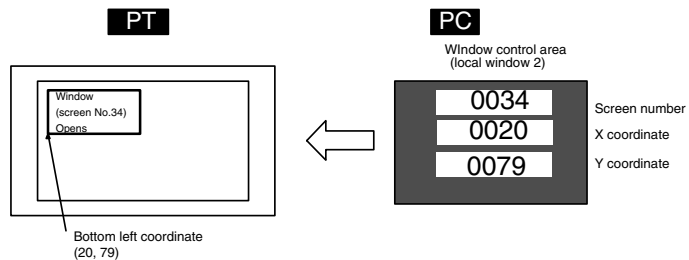 PT
PC
WIndow control area
(local window 2)
Window
(screen No.34)
Opens
0034
Screen number
0020
X coordinate
0079
Y coordinate
Bottom left coordinate
(20, 79)